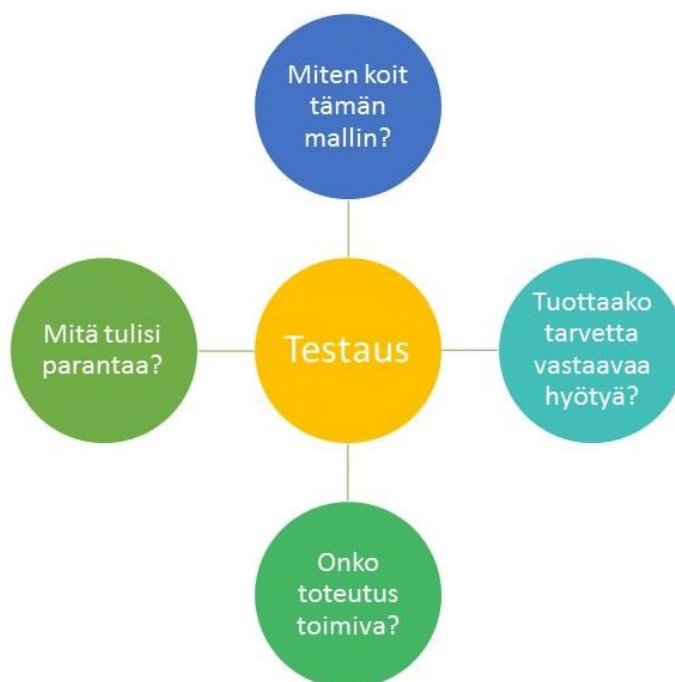 Miten koit
tämän
mallin?
Mitä tulisi
parantaa?
Testaus
Tuottaako
tarvetta
vastaavaa
hyötyä?
Onko
toteutus
toimiva?